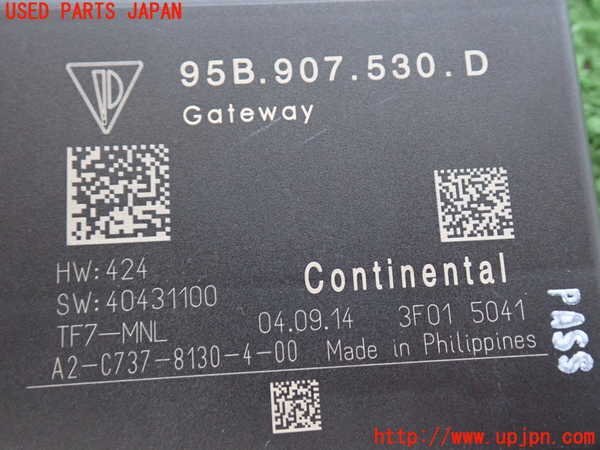 USED PARTS JAPAN
95B.907.530.D
Gateway
HW:424
SW:40431100
Continental
TF7-MNL 04.09.14 3F01 5041
A2-C737-8130-4-00 Made in Philippines
PASS
http://www.upjpn.com/